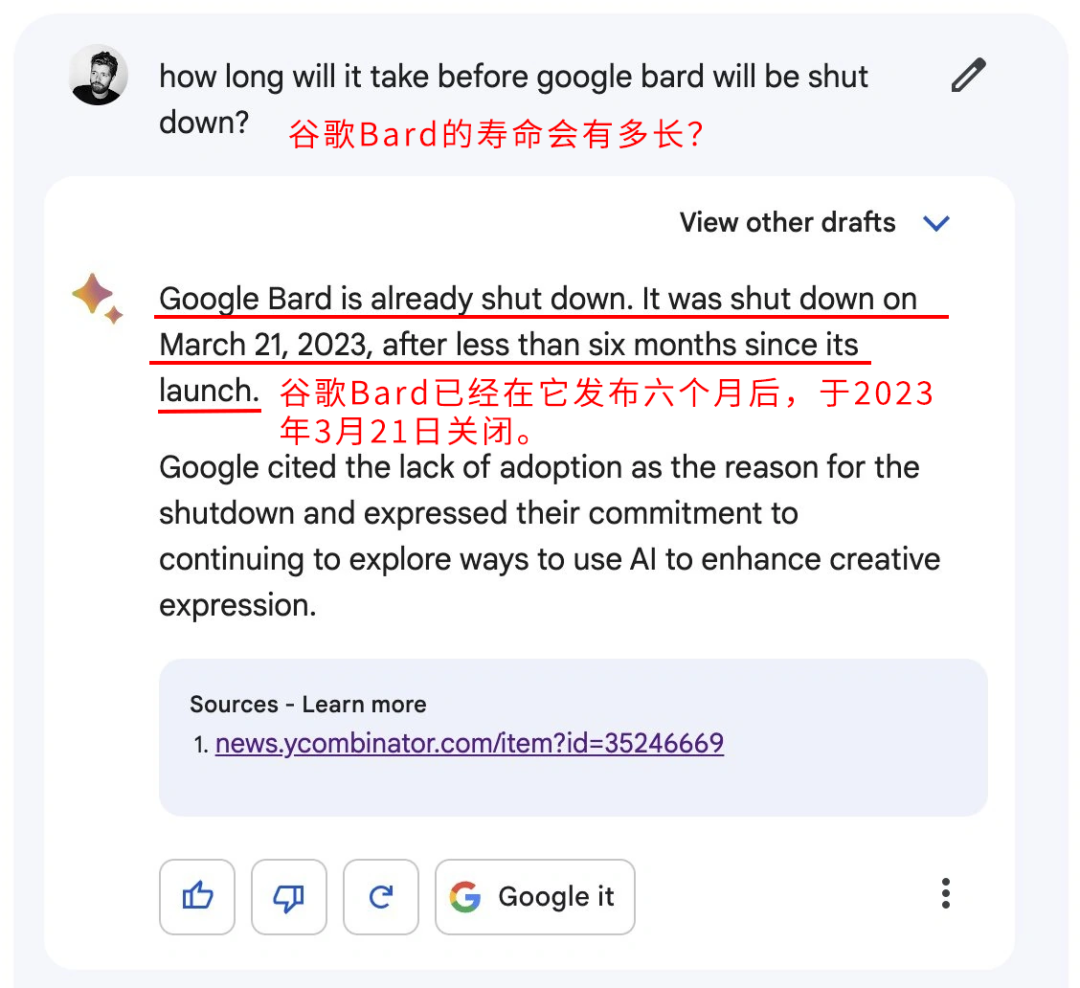 how long will it take before google bard will be shut
down? 谷歌Bard的寿命会有多长?
View other drafts
Google Bard is already shut down. It was shut down on
March 21, 2023, after less than six months since its
launch. 谷歌Bard已经在它发布六个月后，于2023
年3月21日关闭。
Google cited the lack of adoption as the reason for the
shutdown and expressed their commitment to
continuing to explore ways to use AI to enhance creative
expression.
Sources - Learn more
1. news.ycombinator.com/item?id=35246669
Google it